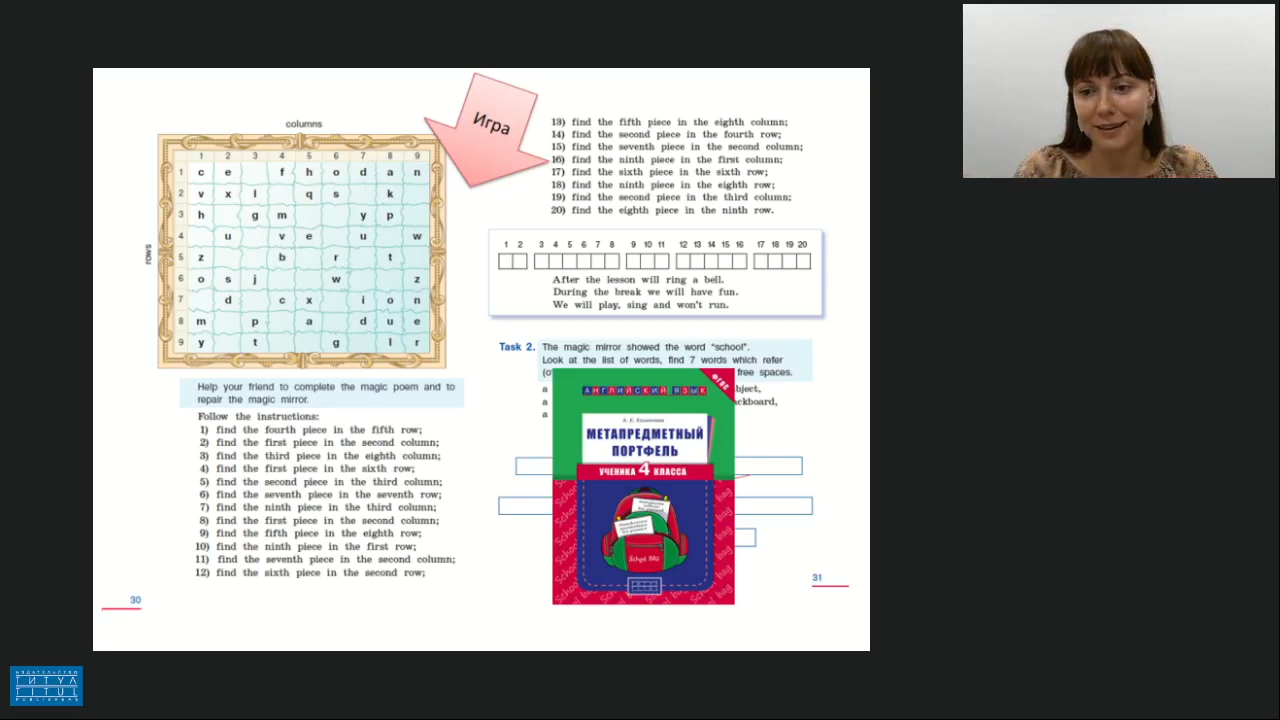 columns
1 2 3 4 5 6 7 8 9
rows
1 c e f h o d a n
2 v x l q s k
3 h g m y p
4 u v e u w
5 z b r t
6 o s j w z
7 d c x i o n
8 m p a d u e
9 y t g l r
Игра
Help your friend to complete the magic poem and to
repair the magic mirror.
Follow the instructions:
1) find the fourth piece in the fifth row;
2) find the first piece in the second column;
3) find the third piece in the eighth column;
4) find the first piece in the sixth row;
5) find the second piece in the third column;
6) find the seventh piece in the seventh row;
7) find the ninth piece in the third column;
8) find the first piece in the second column;
9) find the fifth piece in the eighth row;
10) find the ninth piece in the first row;
11) find the seventh piece in the second column;
12) find the sixth piece in the second row;
30
13) find the fifth piece in the eighth column;
14) find the second piece in the fourth row;
15) find the seventh piece in the second column;
16) find the ninth piece in the first column;
17) find the sixth piece in the sixth row;
18) find the ninth piece in the eighth row;
19) find the second piece in the third column;
20) find the eighth piece in the ninth row.
1 2 3 4 5 6 7 8 9 10 11 12 13 14 15 16 17 18 19 20
After the lesson will ring a bell.
During the break we will have fun.
We will play, sing and won't run.
Task 2. The magic mirror showed the word "school".
Look at the list of words, find 7 words which refer
(o free spaces.
a bject,
a ackboard,
a
31
ФГОС
АНГЛИЙСКИЙ ЯЗЫК
МЕТАПРЕДМЕТНЫЙ
ПОРТФЕЛЬ
УЧЕНИКА 4 КЛАССА
School BAG
School bag
ИЗДАТЕЛЬСТВО
ТИТУЛ
TITUL
PUBLISHERS